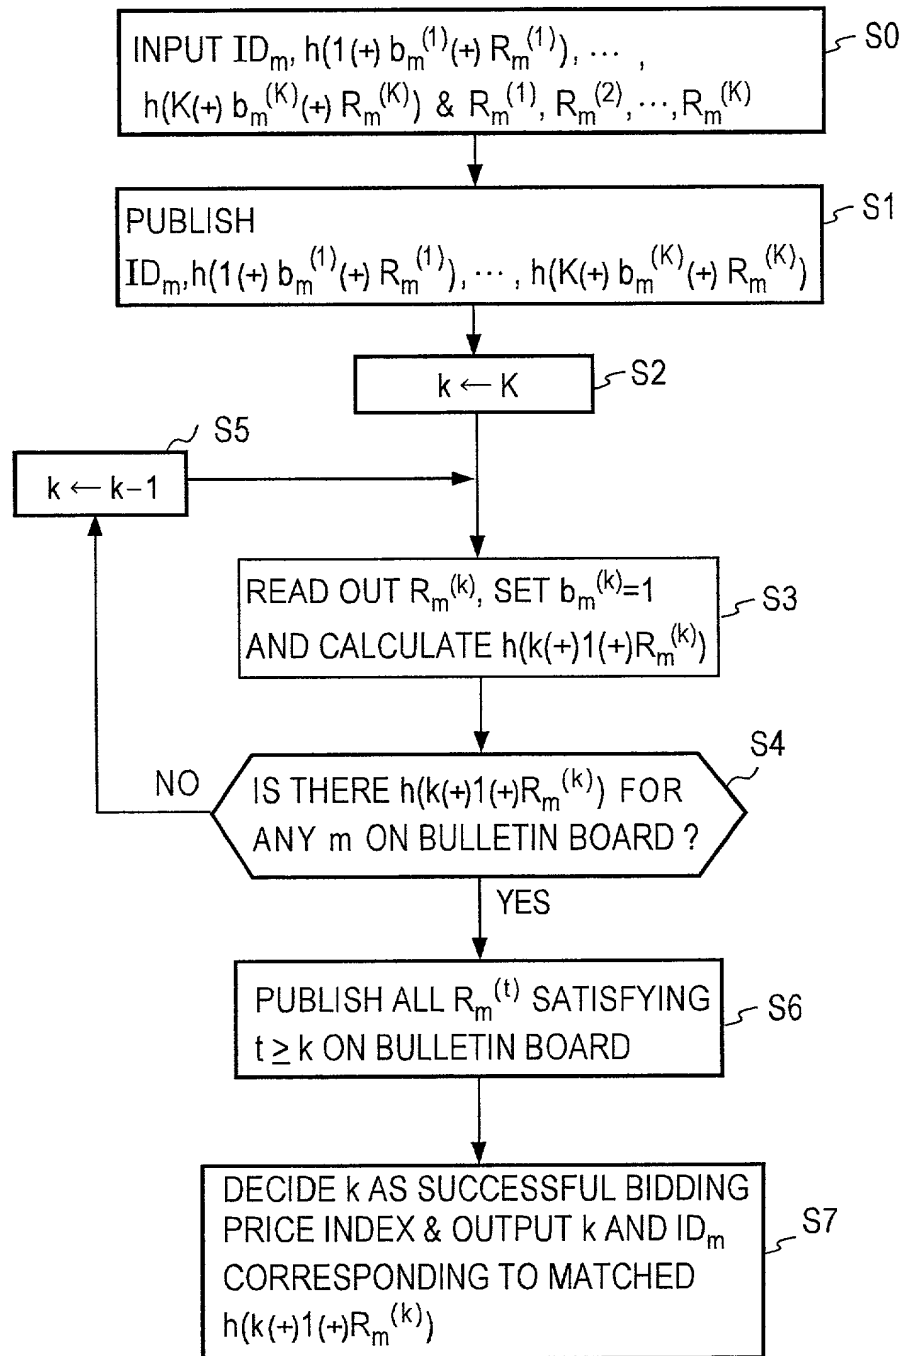 INPUT IDₘ, h(1(+) bₘ⁽¹⁾(+) Rₘ⁽¹⁾), ⋯ ,
h(K(+) bₘ⁽ᴷ⁾(+) Rₘ⁽ᴷ⁾) & Rₘ⁽¹⁾, Rₘ⁽²⁾, ⋯, Rₘ⁽ᴷ⁾
S0
PUBLISH
IDₘ,h(1(+) bₘ⁽¹⁾(+) Rₘ⁽¹⁾), ⋯ , h(K(+) bₘ⁽ᴷ⁾(+) Rₘ⁽ᴷ⁾)
S1
k ← K
S2
S5
k ← k−1
READ OUT Rₘ⁽ᵏ⁾, SET bₘ⁽ᵏ⁾=1
AND CALCULATE h(k(+)1(+)Rₘ⁽ᵏ⁾)
S3
IS THERE h(k(+)1(+)Rₘ⁽ᵏ⁾) FOR
ANY m ON BULLETIN BOARD ?
S4
NO
YES
PUBLISH ALL Rₘ⁽ᵗ⁾ SATISFYING
t ≥ k ON BULLETIN BOARD
S6
DECIDE k AS SUCCESSFUL BIDDING
PRICE INDEX & OUTPUT k AND IDₘ
CORRESPONDING TO MATCHED
h(k(+)1(+)Rₘ⁽ᵏ⁾)
S7